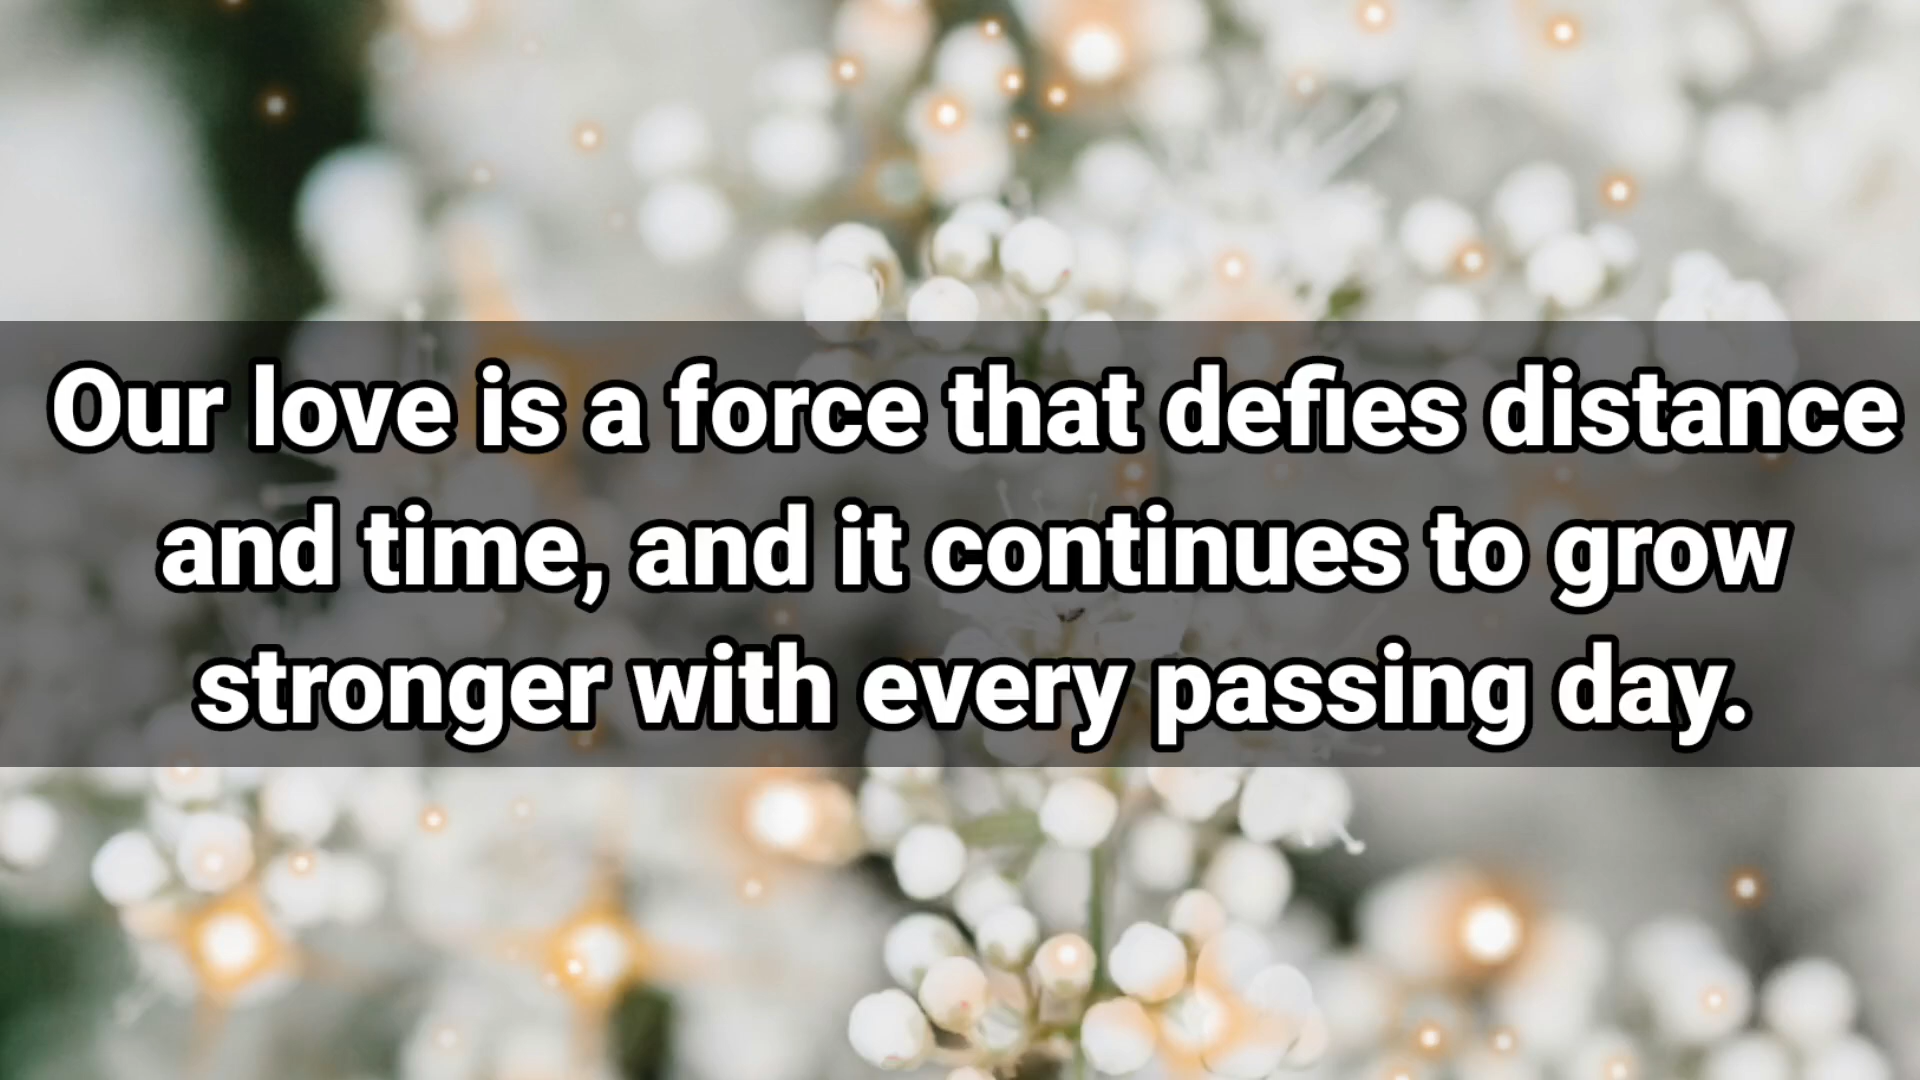 Our love is a force that defies distance
and time, and it continues to grow
stronger with every passing day.